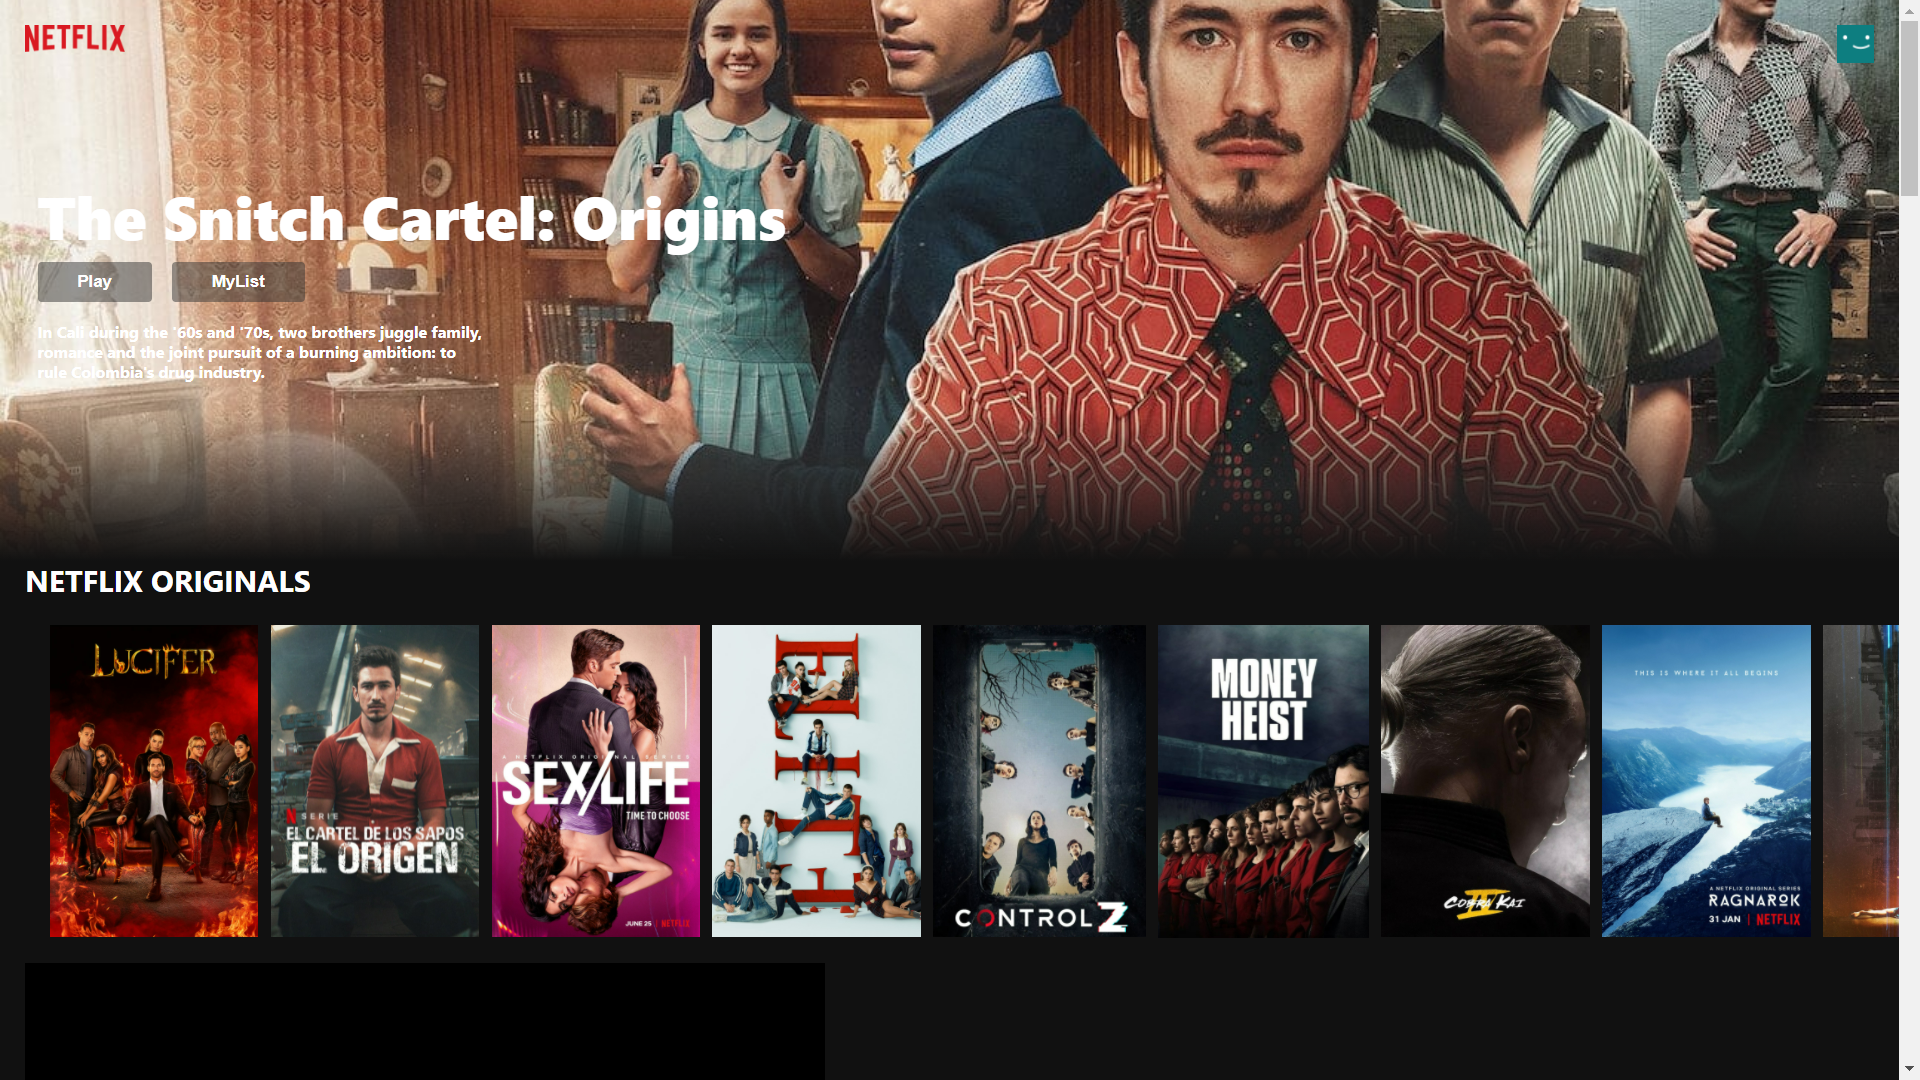 NETFLIX
The Snitch Cartel: Origins
Play
MyList
In Cali during the '60s and '70s, two brothers juggle family,
romance and the joint pursuit of a burning ambition: to
rule Colombia's drug industry.
NETFLIX ORIGINALS
LUCIFER
N SERIE
EL CARTEL DE LOS SAPOS
EL ORIGEN
A NETFLIX ORIGINAL SERIES
SEX/LIFE
TIME TO CHOOSE
JUNE 25 | NETFLIX
ELITE
CONTROL Z
MONEY
HEIST
COBRA KAI
IV
THIS IS WHERE IT ALL BEGINS
A NETFLIX ORIGINAL SERIES
RAGNAROK
31 JAN | NETFLIX